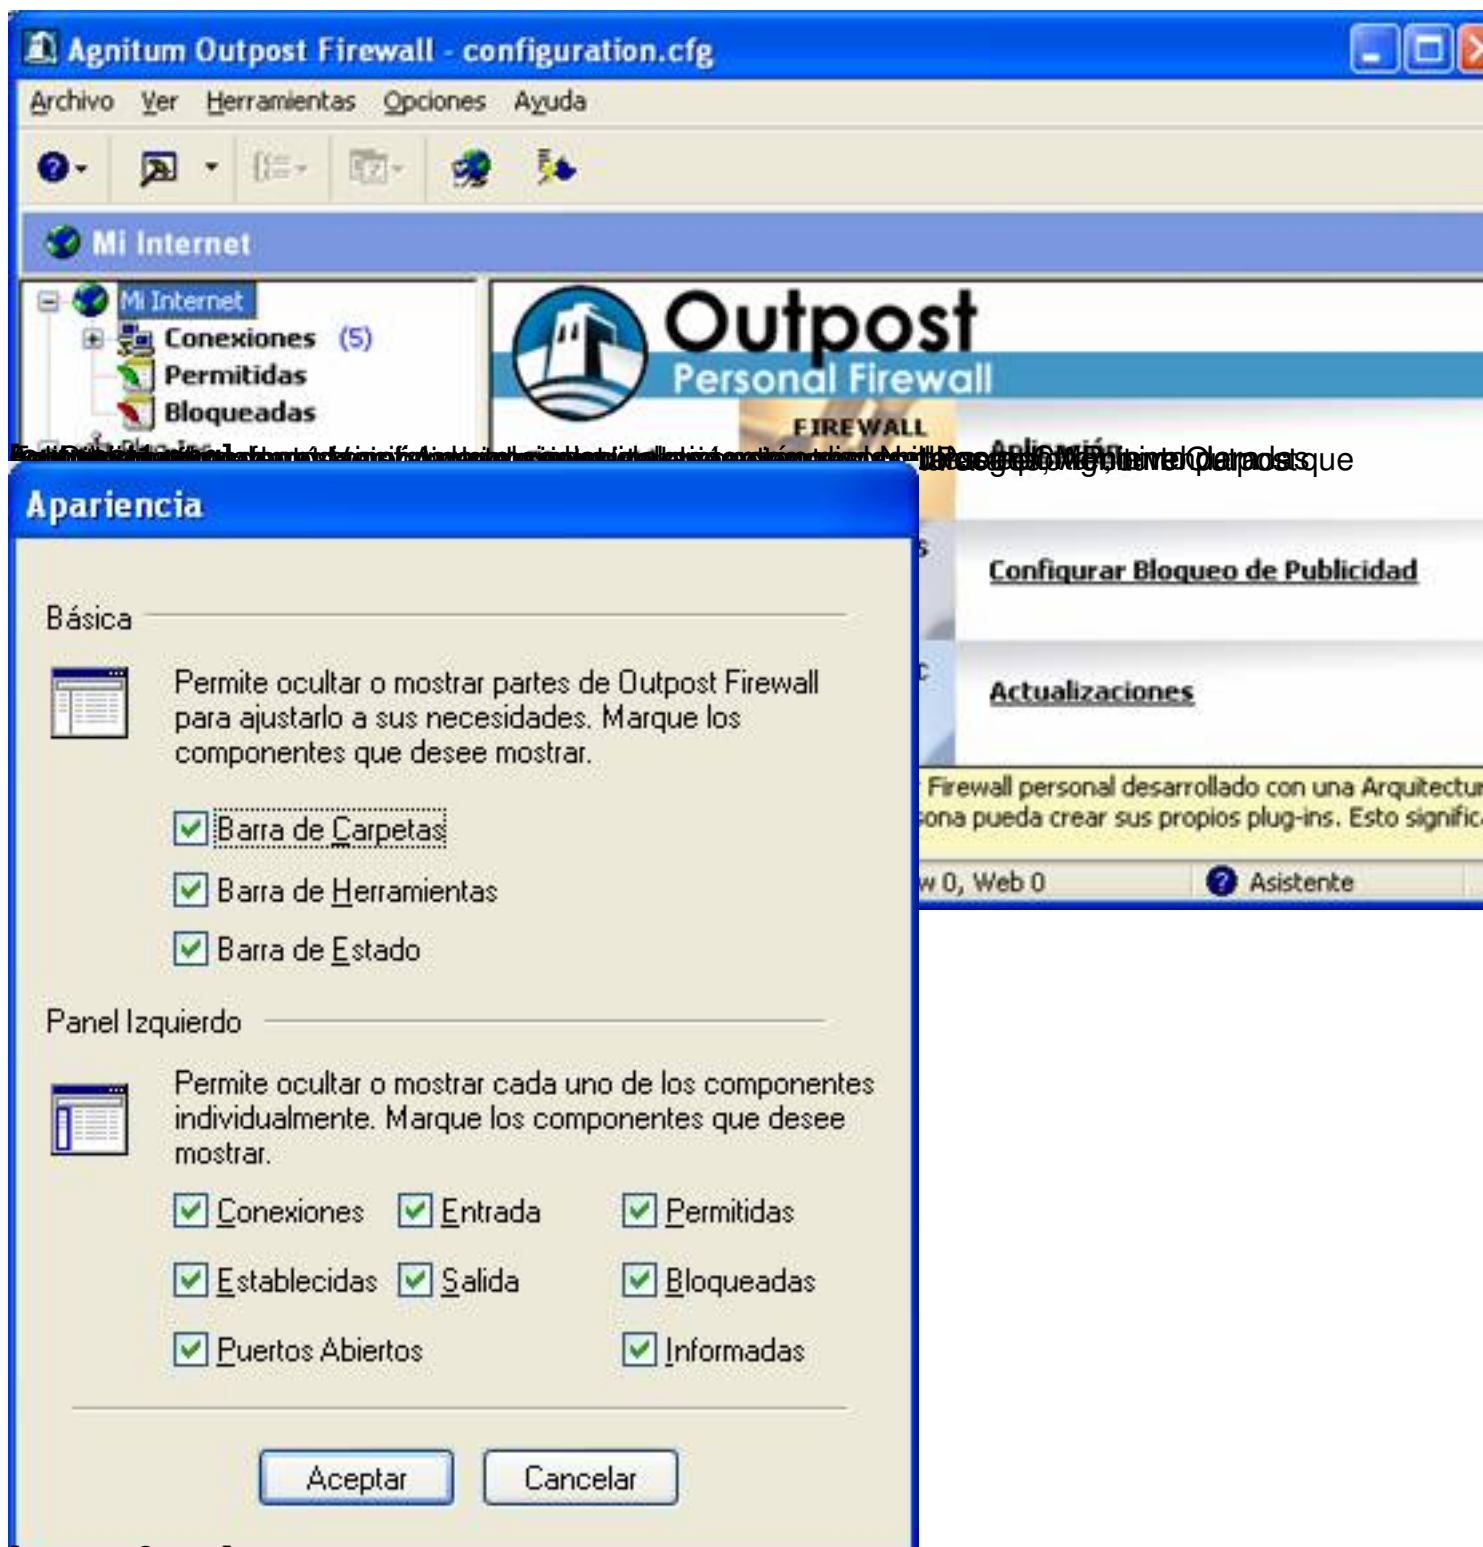 Agnitum Outpost Firewall - configuration.cfg
Archivo Ver Herramientas Opciones Ayuda
Mi Internet
Mi Internet
Conexiones (5)
Permitidas
Bloqueadas
Outpost
Personal Firewall
FIREWALL
Aplicación
que
Configurar Bloqueo de Publicidad
Actualizaciones
Firewall personal desarrollado con una Arquitectur
sona pueda crear sus propios plug-ins. Esto signific
w 0, Web 0
Asistente
Apariencia
Básica
Permite ocultar o mostrar partes de Outpost Firewall
para ajustarlo a sus necesidades. Marque los
componentes que desee mostrar.
Barra de Carpetas
Barra de Herramientas
Barra de Estado
Panel Izquierdo
Permite ocultar o mostrar cada uno de los componentes
individualmente. Marque los componentes que desee
mostrar.
Conexiones Entrada Permitidas
Establecidas Salida Bloqueadas
Puertos Abiertos Informadas
Aceptar Cancelar